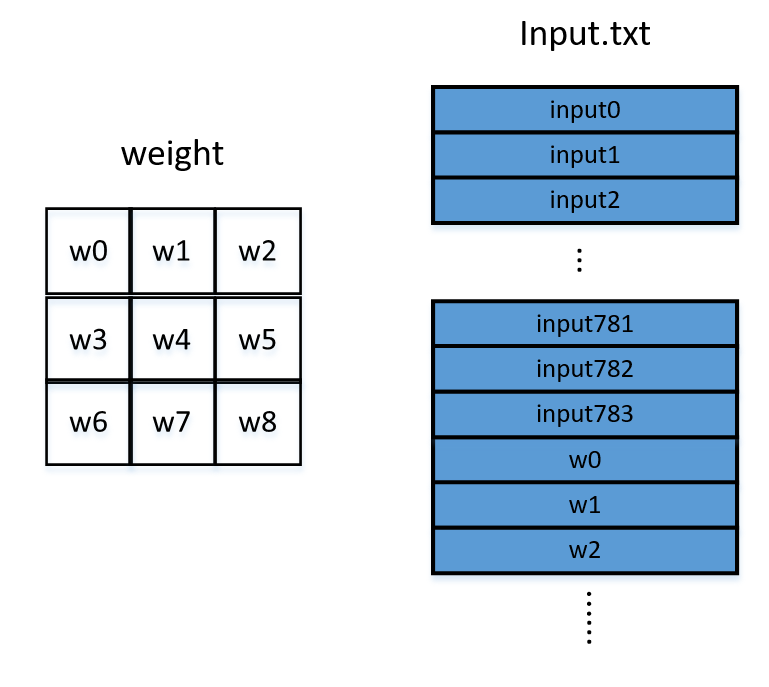 Input.txt
input0
input1
input2
weight
w0 w1 w2
w3 w4 w5
w6 w7 w8
input781
input782
input783
w0
w1
w2